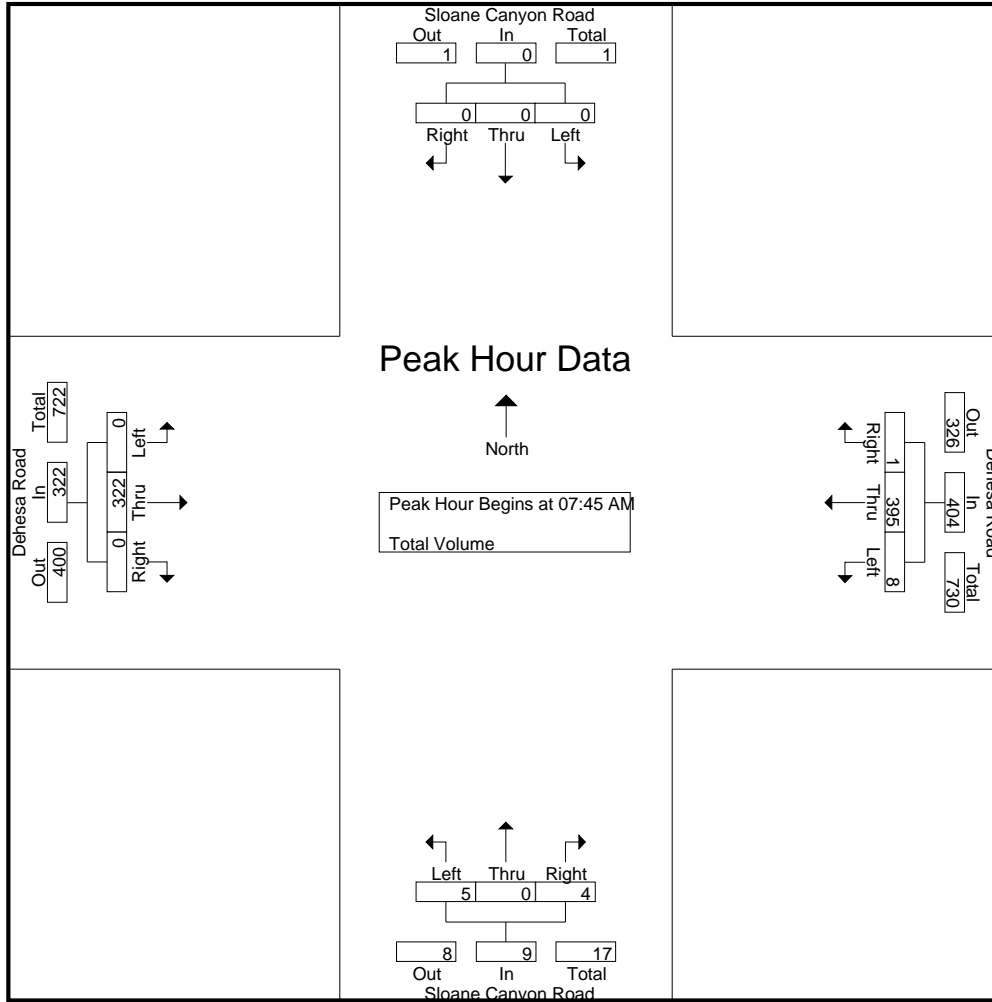 Sloane Canyon Road
Out In Total
1 0 1
0 0 0
Right Thru Left
Peak Hour Data
North
Peak Hour Begins at 07:45 AM
Total Volume
Dehesa Road
Total In Out
722 322 400
0 322 0
Left Thru Right
Dehesa Road
Out In Total
326 404 730
1 395 8
Right Thru Left
Left Thru Right
5 0 4
8 9 17
Out In Total
Sloane Canyon Road